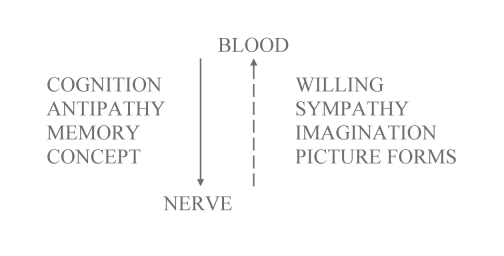 BLOOD
COGNITION
ANTIPATHY
MEMORY
CONCEPT
WILLING
SYMPATHY
IMAGINATION
PICTURE FORMS
NERVE